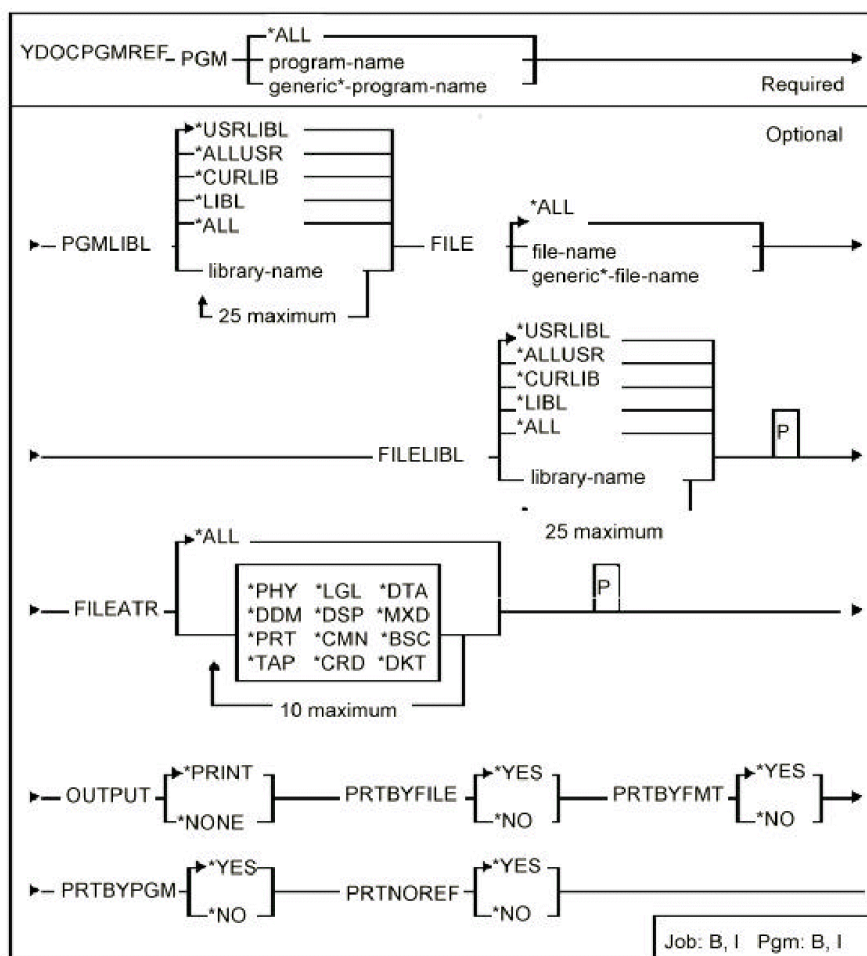 YDOCPGMREF PGM
*ALL
program-name
generic*-program-name
Required
Optional
PGMLIBL
*USRLIBL
*ALLUSR
*CURLIB
*LIBL
*ALL
library-name
25 maximum
FILE
*ALL
file-name
generic*-file-name
FILELIBL
*USRLIBL
*ALLUSR
*CURLIB
*LIBL
*ALL
library-name
25 maximum
P
FILEATR
*ALL
*PHY *LGL *DTA
*DDM *DSP *MXD
*PRT *CMN *BSC
*TAP *CRD *DKT
10 maximum
P
OUTPUT
*PRINT
*NONE
PRTBYFILE
*YES
*NO
PRTBYFMT
*YES
*NO
PRTBYPGM
*YES
*NO
PRTNOREF
*YES
*NO
Job: B, I Pgm: B, I